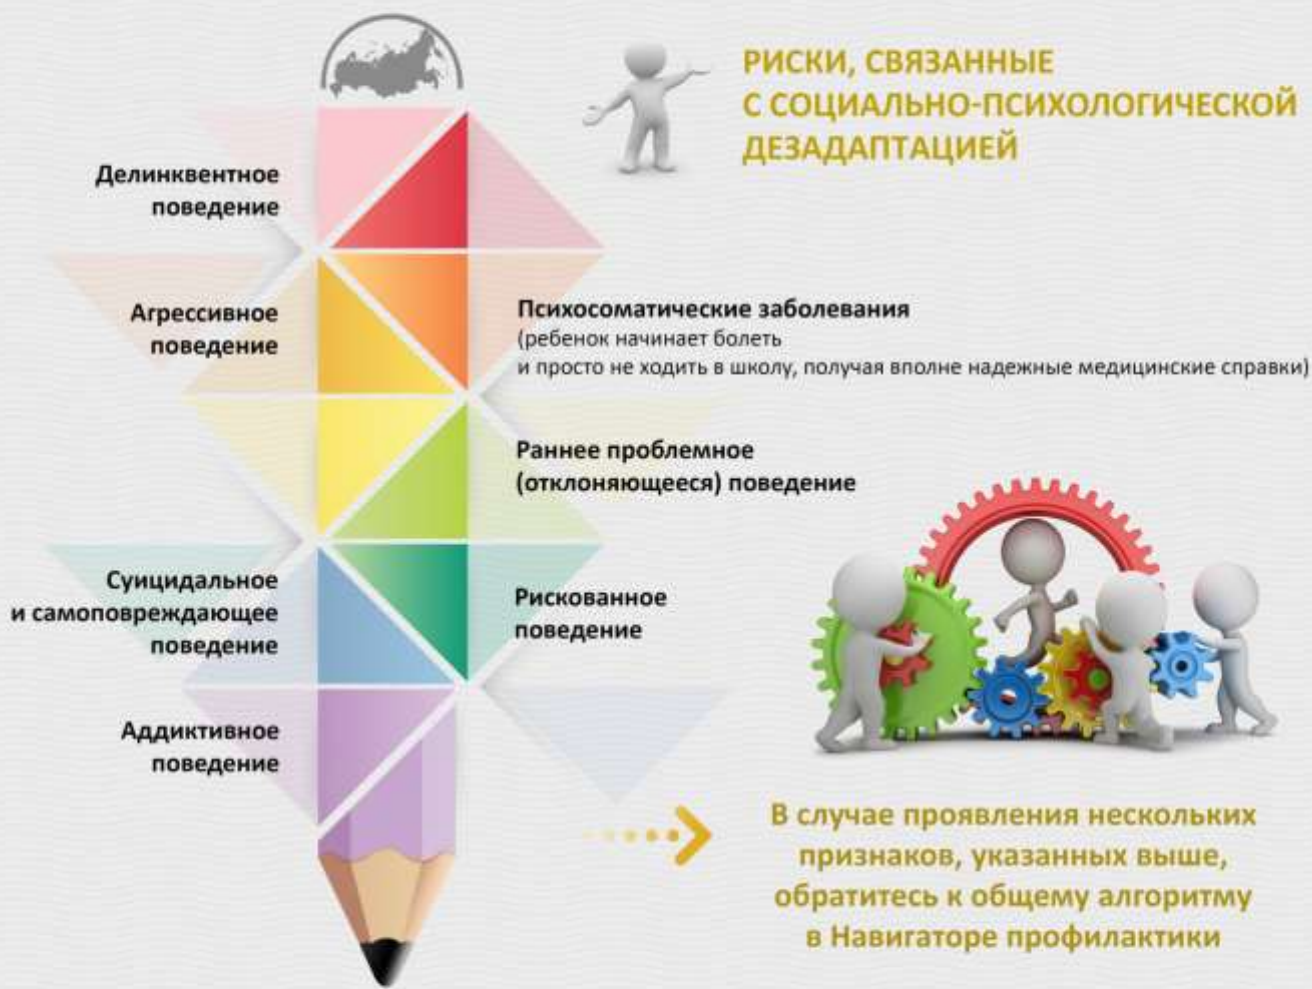 РИСКИ, СВЯЗАННЫЕ
С СОЦИАЛЬНО-ПСИХОЛОГИЧЕСКОЙ
ДЕЗАДАПТАЦИЕЙ
Делинквентное
поведение
Агрессивное
поведение
Психосоматические заболевания
(ребенок начинает болеть
и просто не ходить в школу, получая вполне надежные медицинские справки)
Раннее проблемное
(отклоняющееся) поведение
Суицидальное
и самоповреждающее
поведение
Рискованное
поведение
Аддиктивное
поведение
В случае проявления нескольких
признаков, указанных выше,
обратитесь к общему алгоритму
в Навигаторе профилактики